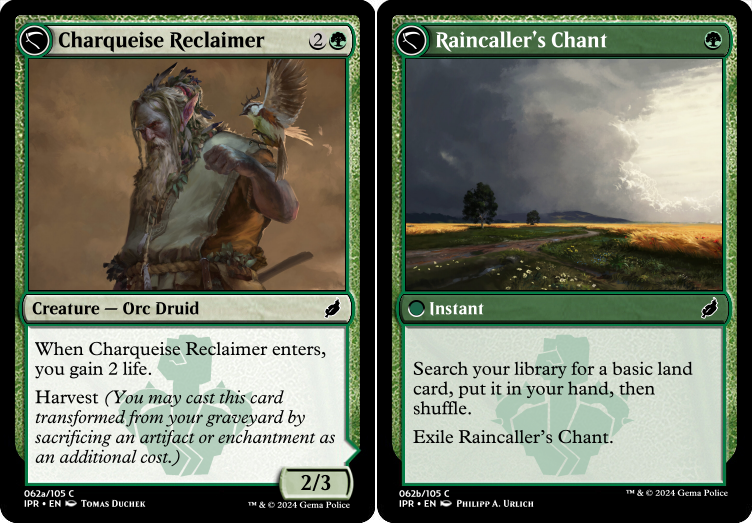 Charqueise Reclaimer 2
Creature — Orc Druid
When Charqueise Reclaimer enters,
you gain 2 life.
Harvest (You may cast this card
transformed from your graveyard by
sacrificing an artifact or enchantment as
an additional cost.)
2/3
062a/105 C
IPR • EN Tomas Duchek
™ & © 2024 Gema Police
Raincaller's Chant
Instant
Search your library for a basic land
card, put it in your hand, then
shuffle.
Exile Raincaller's Chant.
062b/105 C
IPR • EN Philipp A. Urlich
™ & © 2024 Gema Police